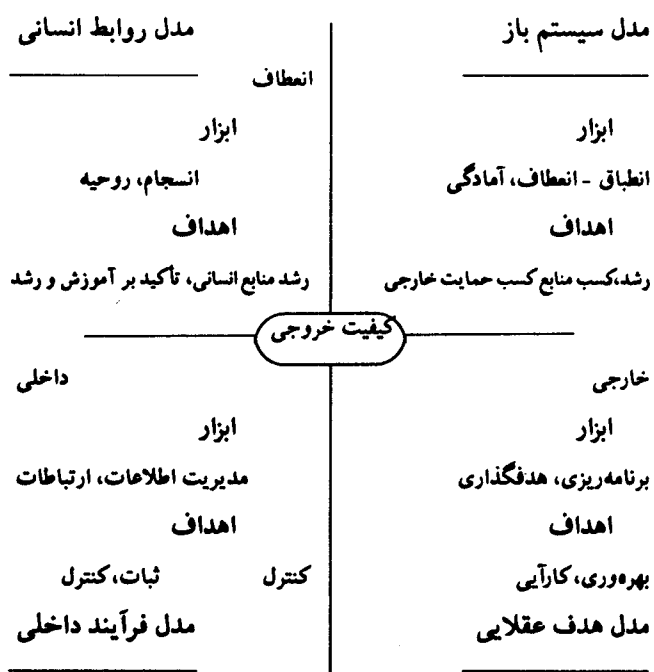 مدل سیستم باز
مدل روابط انسانی
انعطاف
ابزار
ابزار
انطباق - انعطاف، آمادگی
انسجام، روحیه
اهداف
اهداف
رشد،کسب منابع کسب حمایت خارجی
رشد منابع انسانی، تأکید بر آموزش و رشد
کیفیت خروجی
خارجی
داخلی
ابزار
ابزار
برنامه‌ریزی، هدفگذاری
مدیریت اطلاعات، ارتباطات
اهداف
اهداف
بهره‌وری، کارآیی
کنترل
ثبات، کنترل
مدل هدف عقلایی
مدل فرآیند داخلی